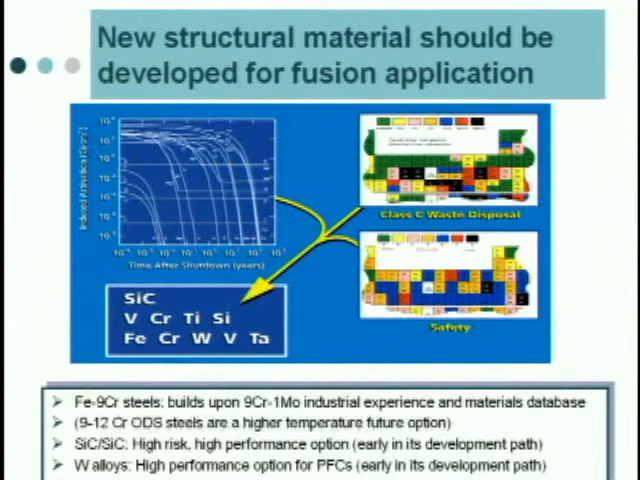 New structural material should be
developed for fusion application
Time After Shutdown (years)
Class C Waste Disposal
Safety
SiC
V Cr Ti Si
Fe Cr W V Ta
➢ Fe-9Cr steels: builds upon 9Cr-1Mo industrial experience and materials database
➢ (9-12 Cr ODS steels are a higher temperature future option)
➢ SiC/SiC: High risk, high performance option (early in its development path)
➢ W alloys: High performance option for PFCs (early in its development path)